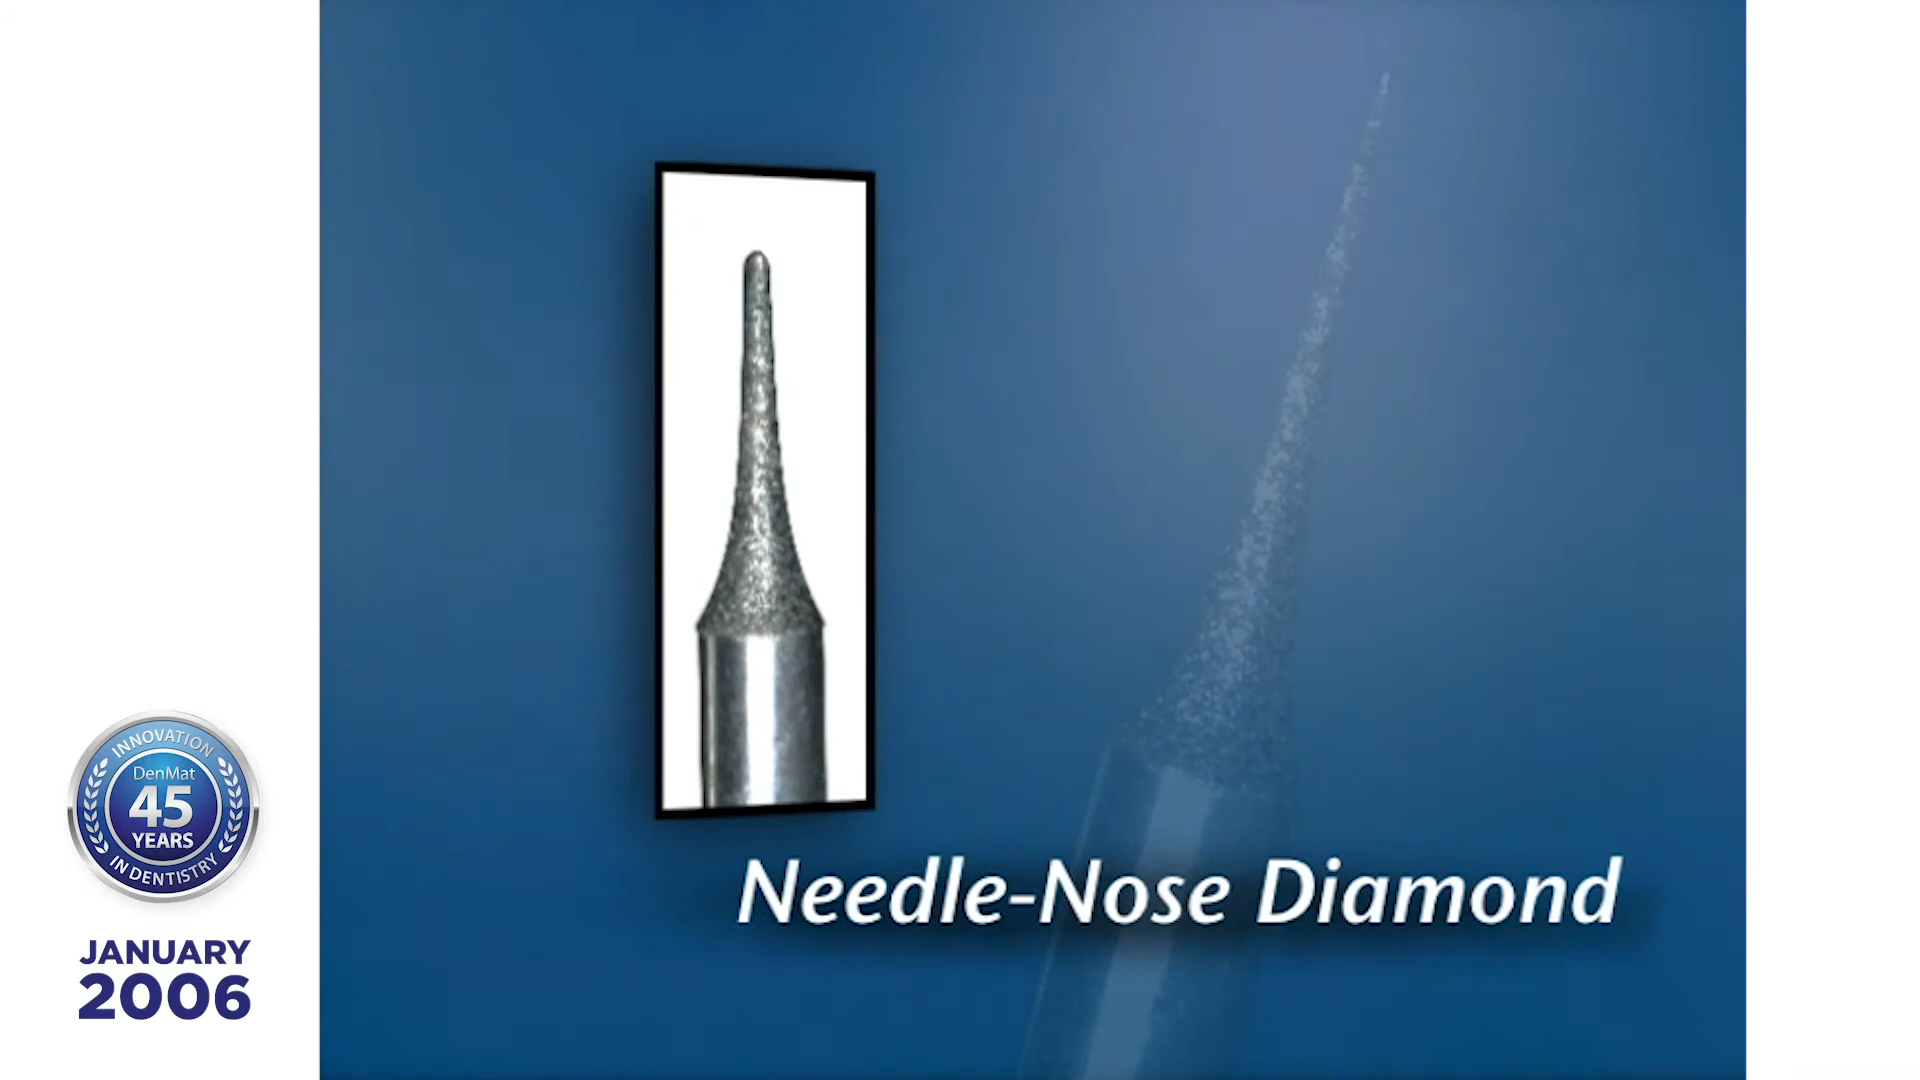 INNOVATION
DenMat
45
YEARS
IN DENTISTRY
JANUARY
2006
Needle-Nose Diamond